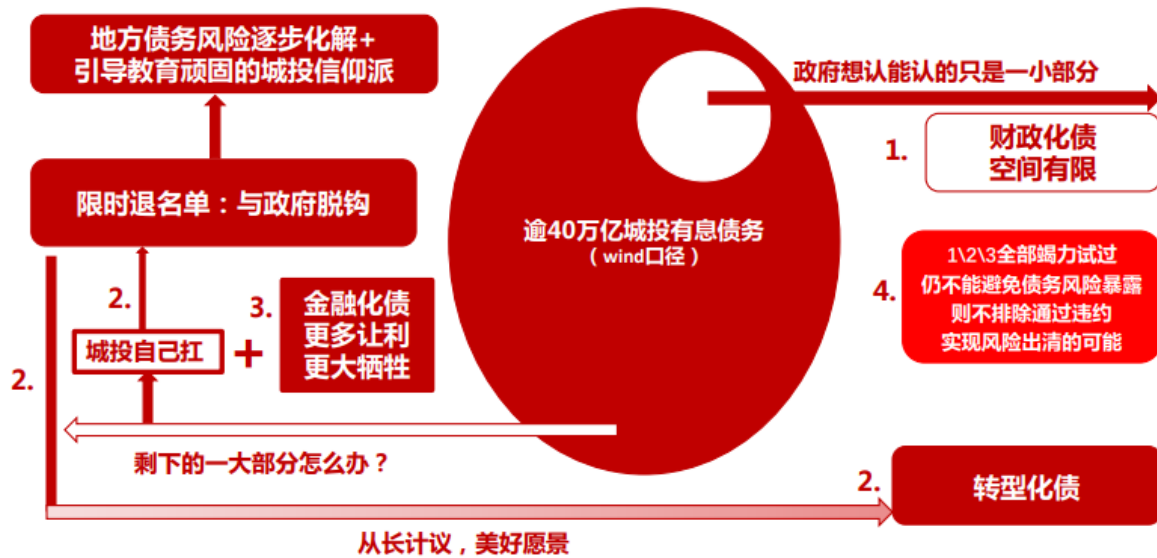 地方债务风险逐步化解+
引导教育顽固的城投信仰派
限时退名单：与政府脱钩
2.
城投自己扛
+
3.
金融化债
更多让利
更大牺牲
2.
剩下的一大部分怎么办？
逾40万亿城投有息债务
（wind口径）
政府想认能认的只是一小部分
1.
财政化债
空间有限
4.
1\2\3全部竭力试过
仍不能避免债务风险暴露
则不排除通过违约
实现风险出清的可能
2.
转型化债
从长计议，美好愿景